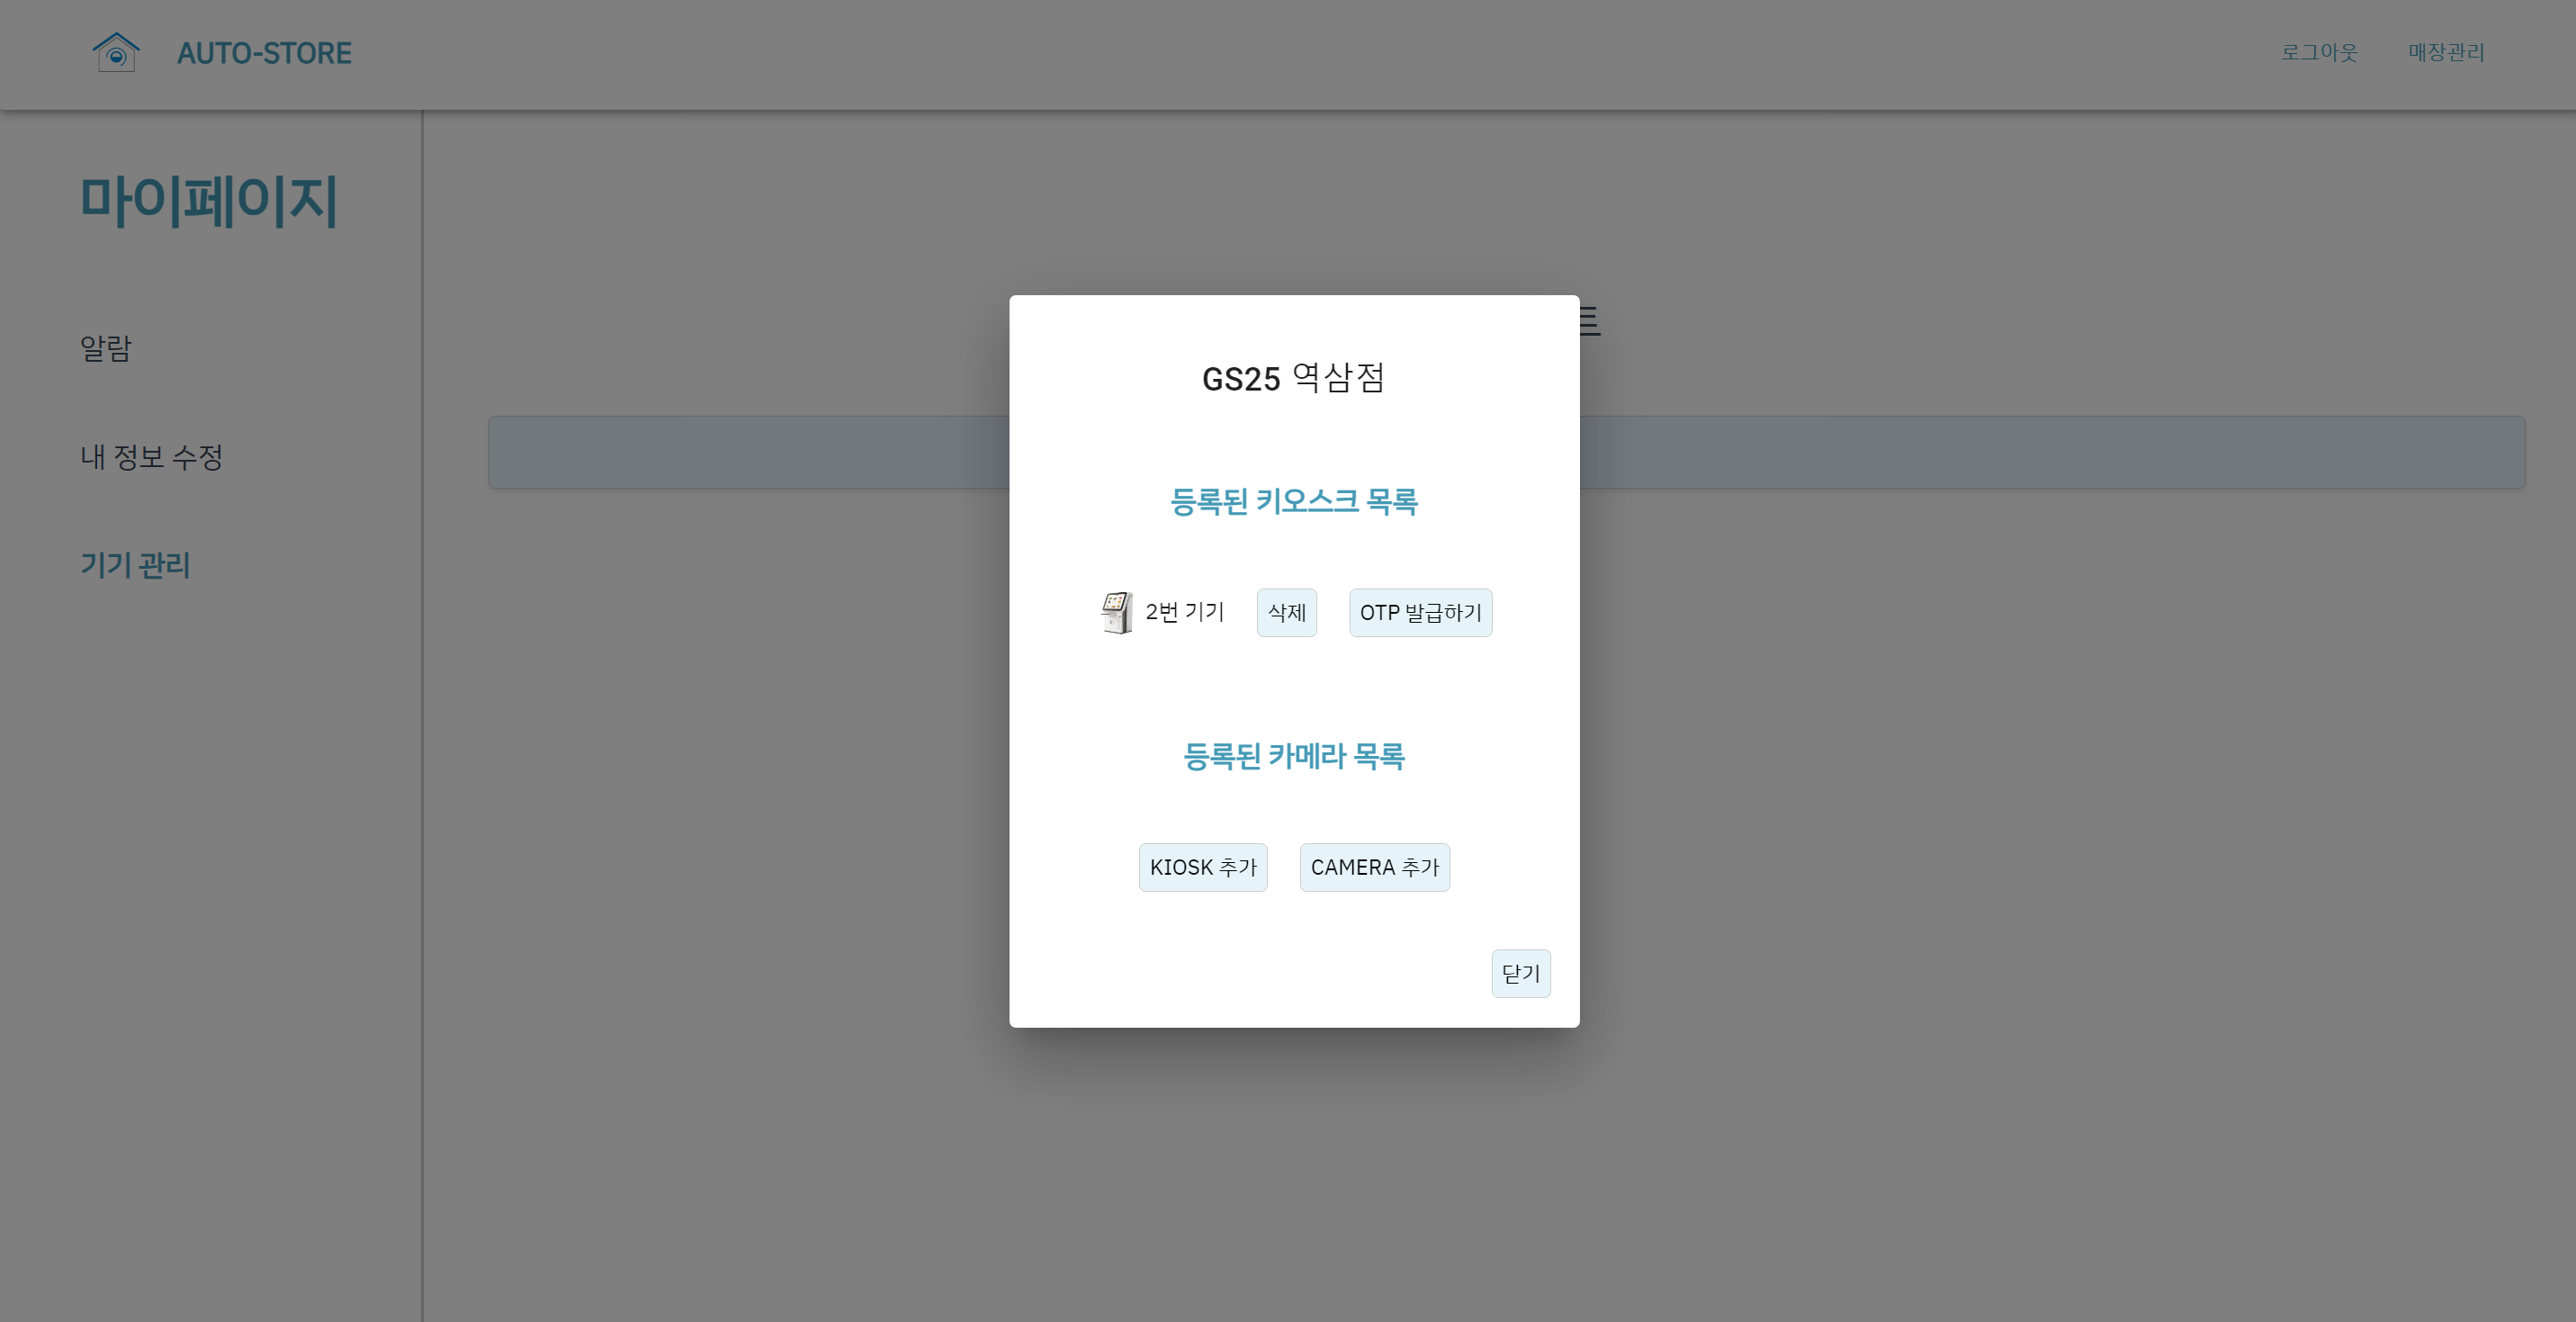 AUTO-STORE
로그아웃 매장관리
마이페이지
알람
내 정보 수정
기기 관리
GS25 역삼점
등록된 키오스크 목록
2번 기기 삭제 OTP 발급하기
등록된 카메라 목록
KIOSK 추가 CAMERA 추가
닫기